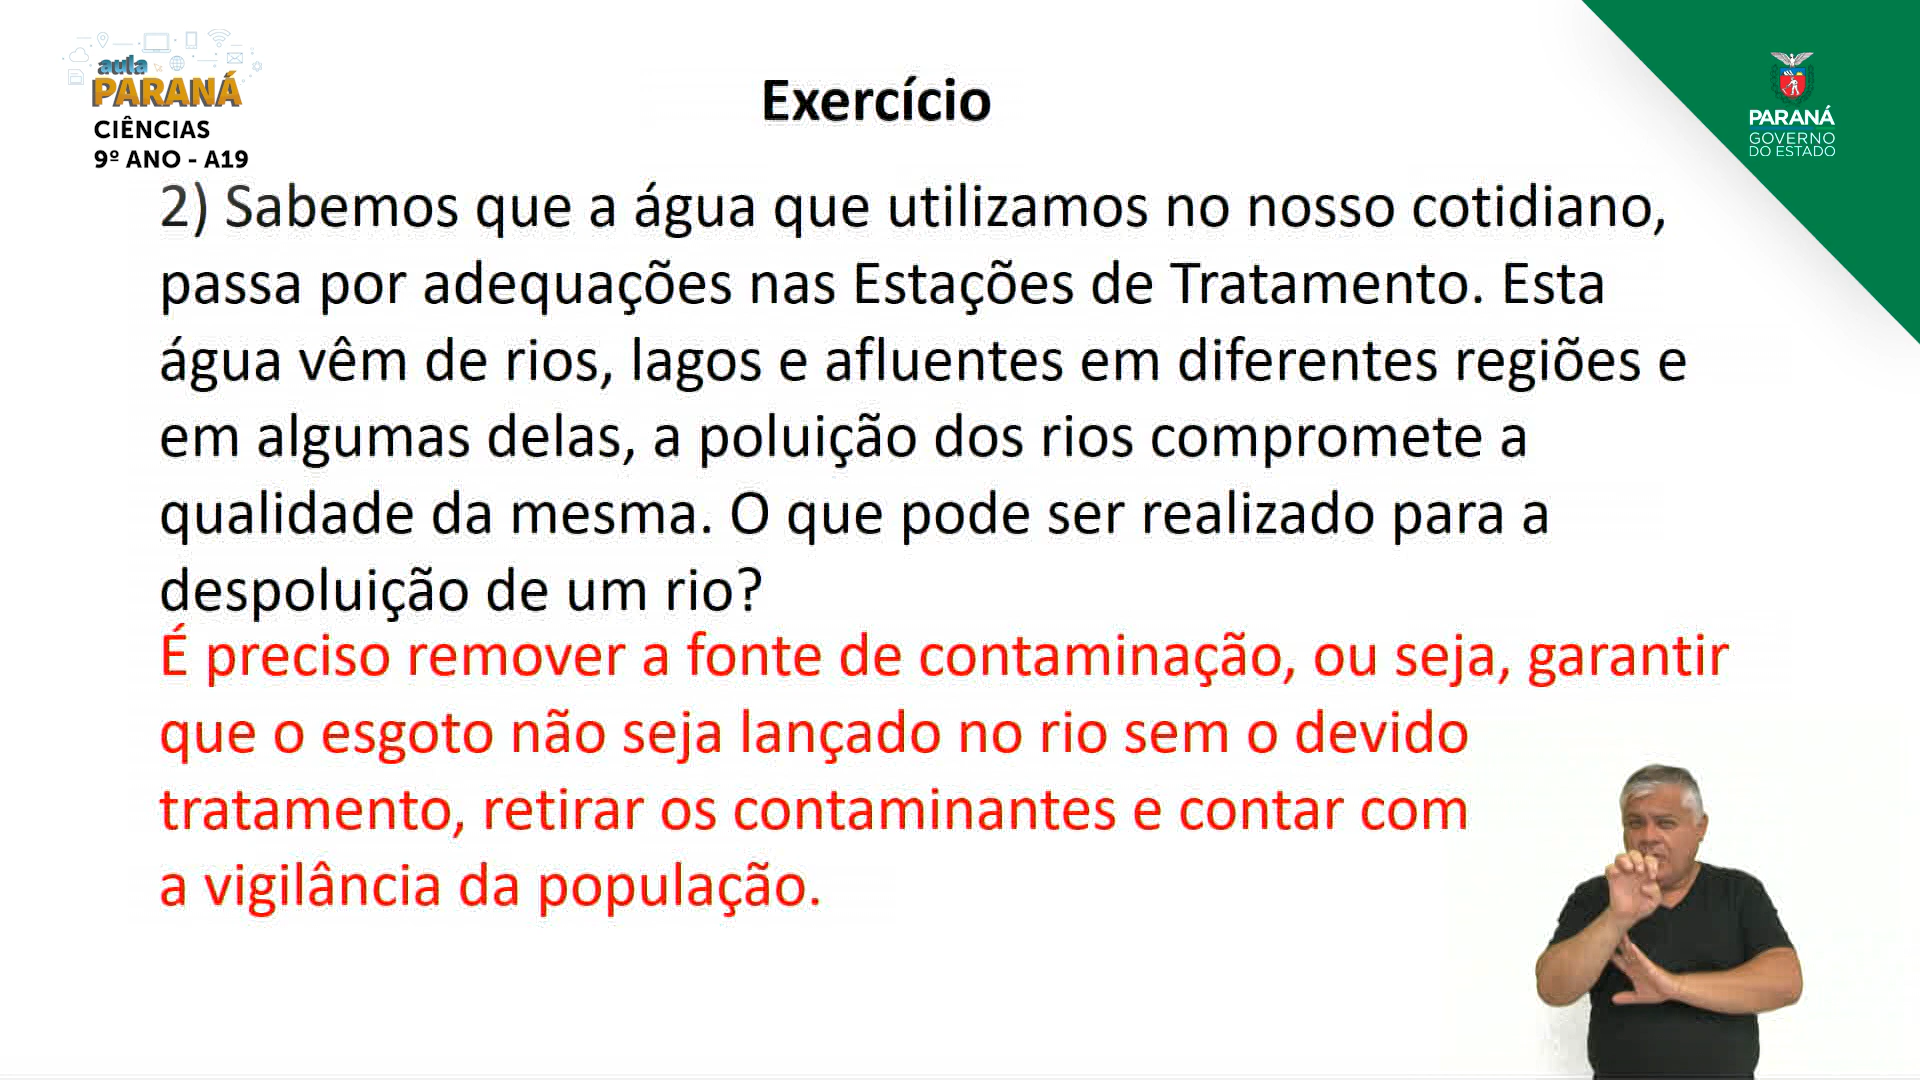 aula
PARANÁ
CIÊNCIAS
9º ANO - A19
Exercício
PARANÁ
GOVERNO
DO ESTADO
2) Sabemos que a água que utilizamos no nosso cotidiano,
passa por adequações nas Estações de Tratamento. Esta
água vêm de rios, lagos e afluentes em diferentes regiões e
em algumas delas, a poluição dos rios compromete a
qualidade da mesma. O que pode ser realizado para a
despoluição de um rio?
É preciso remover a fonte de contaminação, ou seja, garantir
que o esgoto não seja lançado no rio sem o devido
tratamento, retirar os contaminantes e contar com
a vigilância da população.